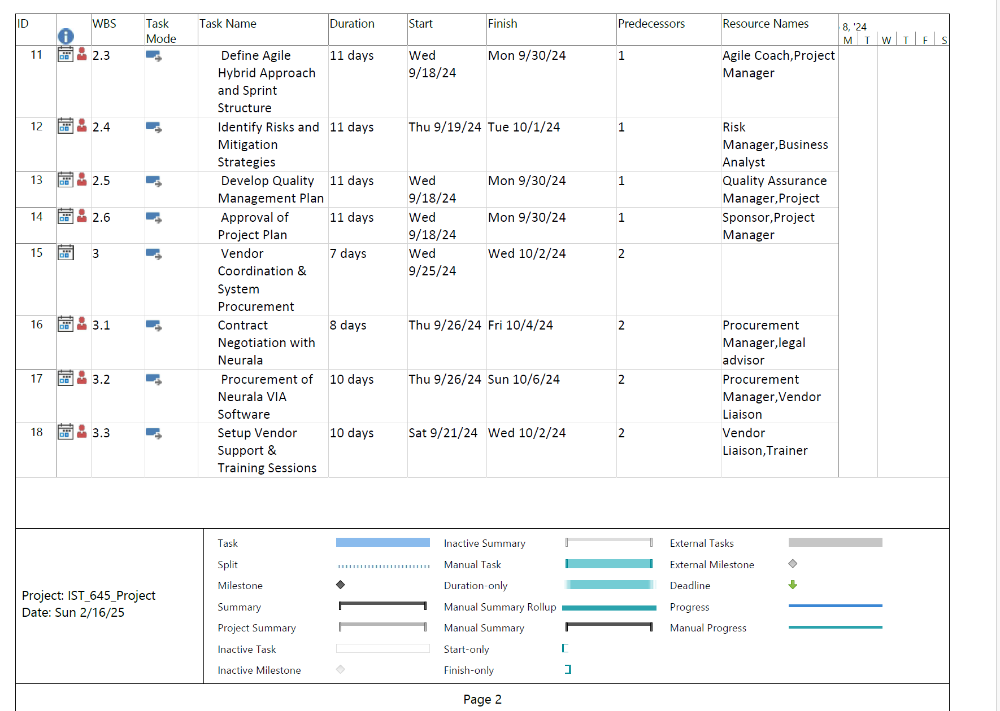 ID WBS Task Mode Task Name Duration Start Finish Predecessors Resource Names 8, '24
M T W T F S
11 2.3 Define Agile 11 days Wed Mon 9/30/24 1 Agile Coach,Project
Hybrid Approach 9/18/24 Manager
and Sprint
Structure
12 2.4 Identify Risks and 11 days Thu 9/19/24 Tue 10/1/24 1 Risk
Mitigation Manager,Business
Strategies Analyst
13 2.5 Develop Quality 11 days Wed Mon 9/30/24 1 Quality Assurance
Management Plan 9/18/24 Manager,Project
14 2.6 Approval of 11 days Wed Mon 9/30/24 1 Sponsor,Project
Project Plan 9/18/24 Manager
15 3 Vendor 7 days Wed Wed 10/2/24 2
Coordination & 9/25/24
System
Procurement
16 3.1 Contract 8 days Thu 9/26/24 Fri 10/4/24 2 Procurement
Negotiation with Manager,legal
Neurala advisor
17 3.2 Procurement of 10 days Thu 9/26/24 Sun 10/6/24 2 Procurement
Neurala VIA Manager,Vendor
Software Liaison
18 3.3 Setup Vendor 10 days Sat 9/21/24 Wed 10/2/24 2 Vendor
Support & Liaison,Trainer
Training Sessions
Project: IST_645_Project
Date: Sun 2/16/25
Task
Split
Milestone
Summary
Project Summary
Inactive Task
Inactive Milestone
Inactive Summary
Manual Task
Duration-only
Manual Summary Rollup
Manual Summary
Start-only
Finish-only
External Tasks
External Milestone
Deadline
Progress
Manual Progress
Page 2